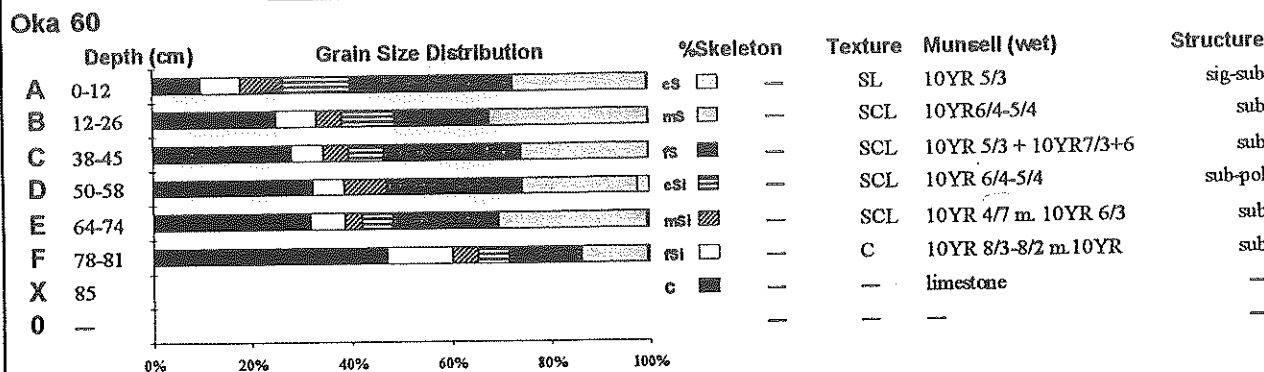 Oka 60
Depth (cm) Grain Size Distribution %Skeleton Texture Munsell (wet) Structure
A 0-12 cS — SL 10YR 5/3 sig-sub
B 12-26 mS — SCL 10YR6/4-5/4 sub
C 38-45 fS — SCL 10YR 5/3 + 10YR7/3+6 sub
D 50-58 cSi — SCL 10YR 6/4-5/4 sub-pol
E 64-74 mSi — SCL 10YR 4/7 m. 10YR 6/3 sub
F 78-81 fSi — C 10YR 8/3-8/2 m.10YR sub
X 85 C — — limestone —
0 — — — — —
0% 20% 40% 60% 80% 100%